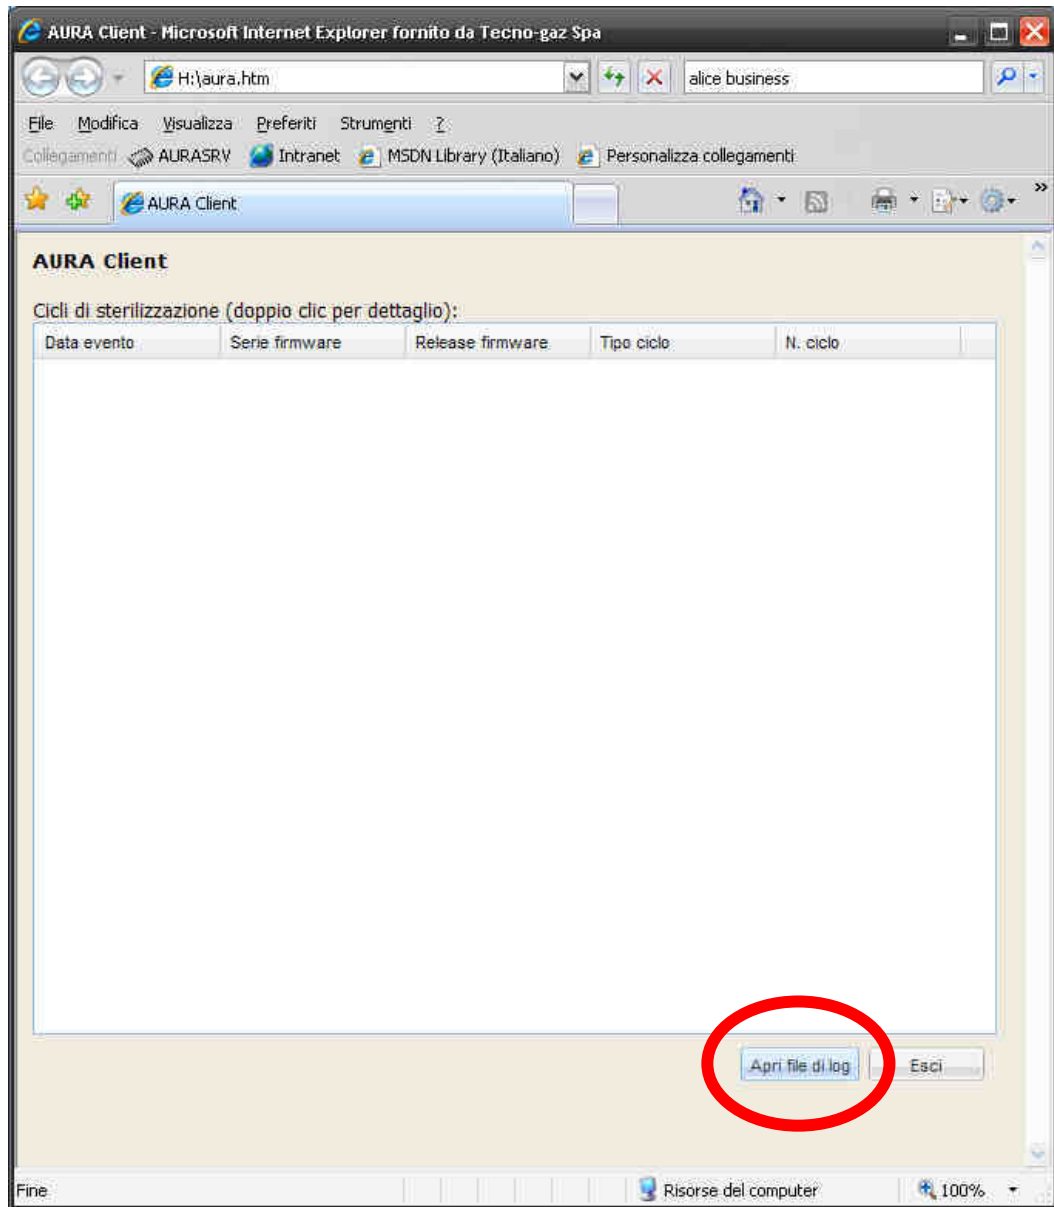 AURA Client - Microsoft Internet Explorer fornito da Tecno-gaz Spa
H:\aura.htm alice business
File Modifica Visualizza Preferiti Strumenti ?
Collegamenti AURASRV Intranet MSDN Library (Italiano) Personalizza collegamenti
AURA Client »
AURA Client
Cicli di sterilizzazione (doppio clic per dettaglio):
Data evento Serie firmware Release firmware Tipo ciclo N. ciclo
Apri file di log Esci
Fine Risorse del computer 100%